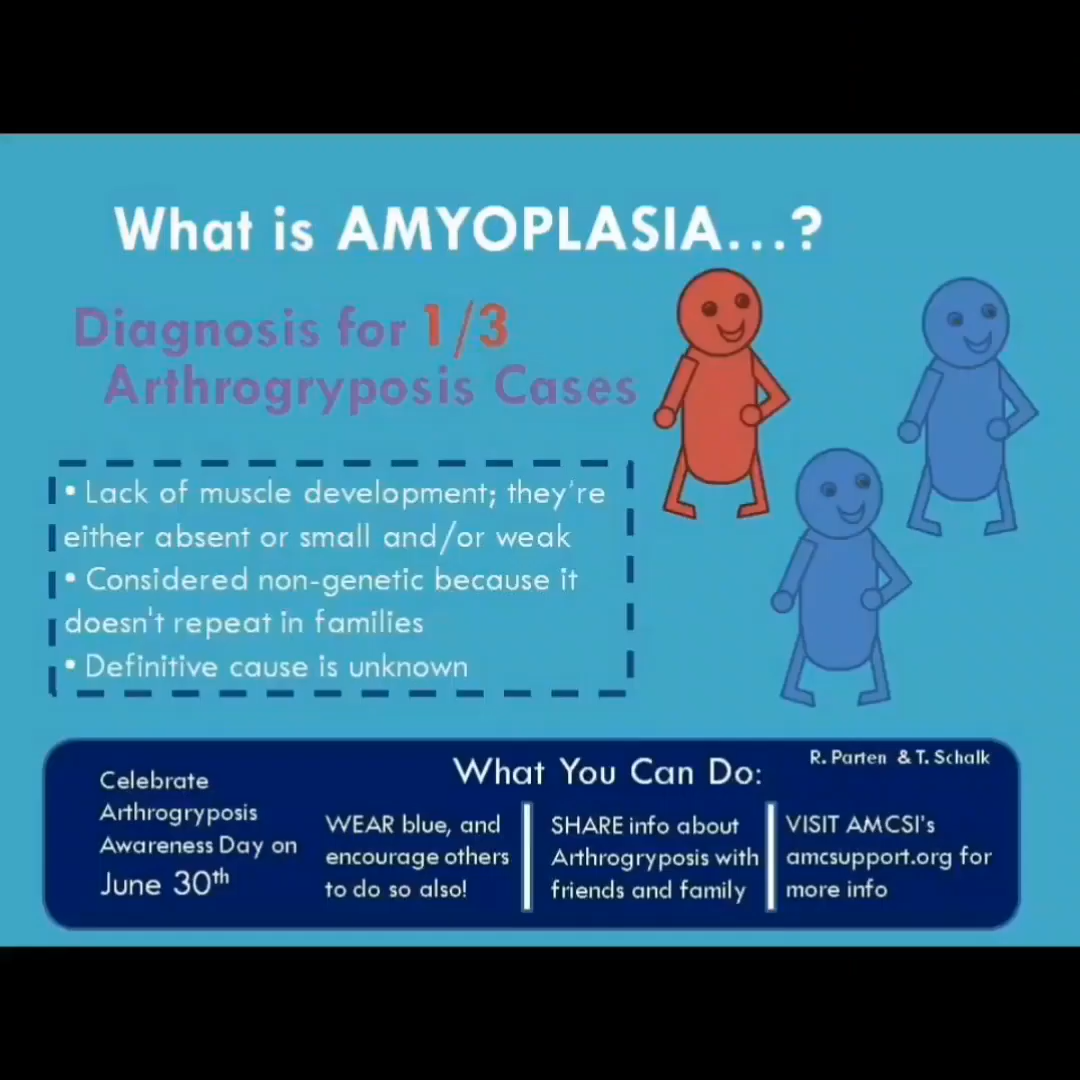 What is AMYOPLASIA...?
Diagnosis for 1/3
Arthrogryposis Cases
• Lack of muscle development; they're
either absent or small and/or weak
• Considered non-genetic because it
doesn't repeat in families
• Definitive cause is unknown
R. Parten & T. Schalk
Celebrate
Arthrogryposis
Awareness Day on
June 30th
What You Can Do:
WEAR blue, and
encourage others
to do so also!
SHARE info about
Arthrogryposis with
friends and family
VISIT AMCSI's
amcsupport.org for
more info